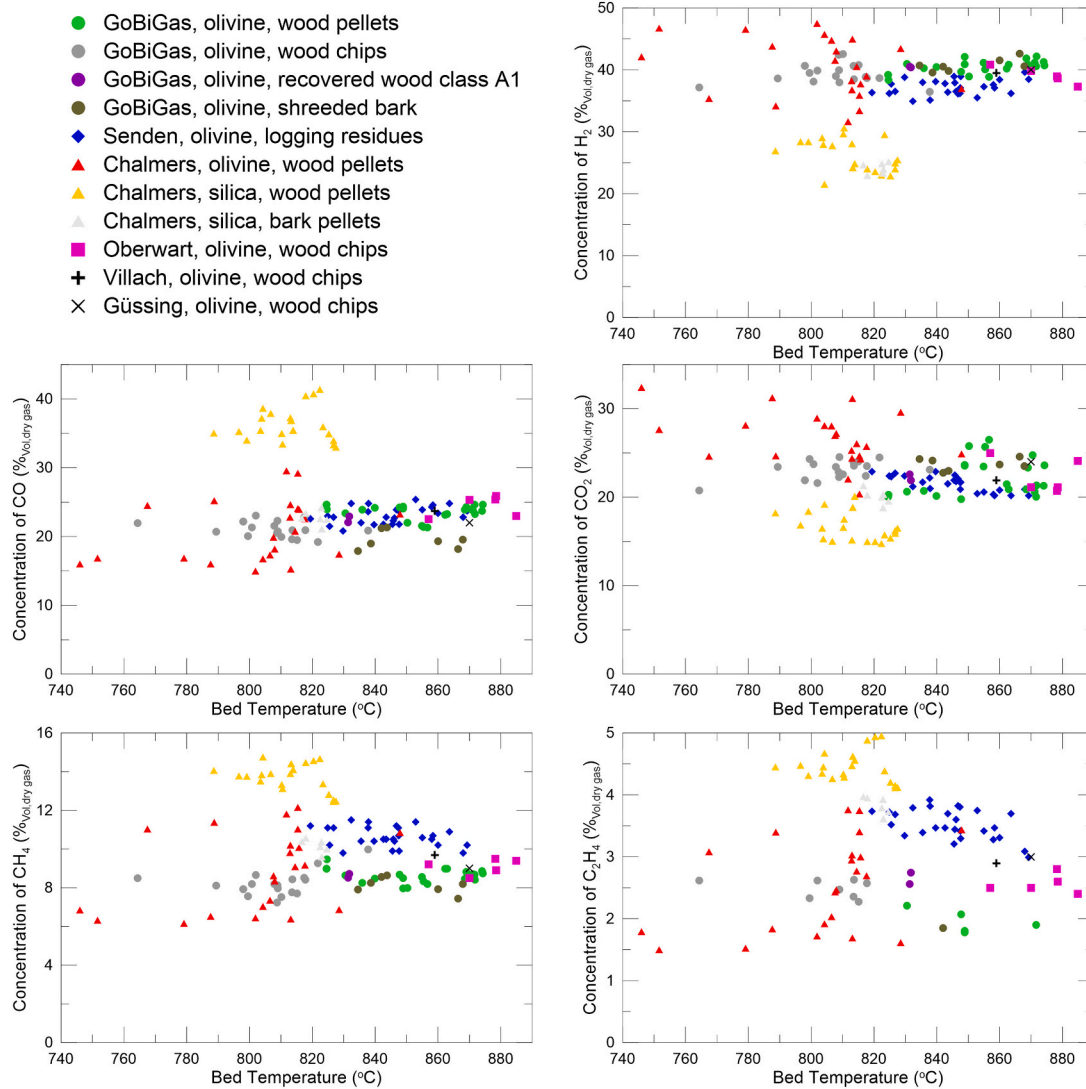 GoBiGas, olivine, wood pellets
GoBiGas, olivine, wood chips
GoBiGas, olivine, recovered wood class A1
GoBiGas, olivine, shreeded bark
Senden, olivine, logging residues
Chalmers, olivine, wood pellets
Chalmers, silica, wood pellets
Chalmers, silica, bark pellets
Oberwart, olivine, wood chips
Villach, olivine, wood chips
Güssing, olivine, wood chips
Concentration of H2 (%Vol,dry gas)
50
40
30
20
10
0
740 760 780 800 820 840 860 880
Bed Temperature (°C)
Concentration of CO (%Vol,dry gas)
40
30
20
10
0
740 760 780 800 820 840 860 880
Bed Temperature (°C)
Concentration of CO2 (%Vol,dry gas)
30
20
10
0
740 760 780 800 820 840 860 880
Bed Temperature (°C)
Concentration of CH4 (%Vol,dry gas)
16
12
8
4
0
740 760 780 800 820 840 860 880
Bed Temperature (°C)
Concentration of C2H4 (%Vol,dry gas)
5
4
3
2
1
0
740 760 780 800 820 840 860 880
Bed Temperature (°C)